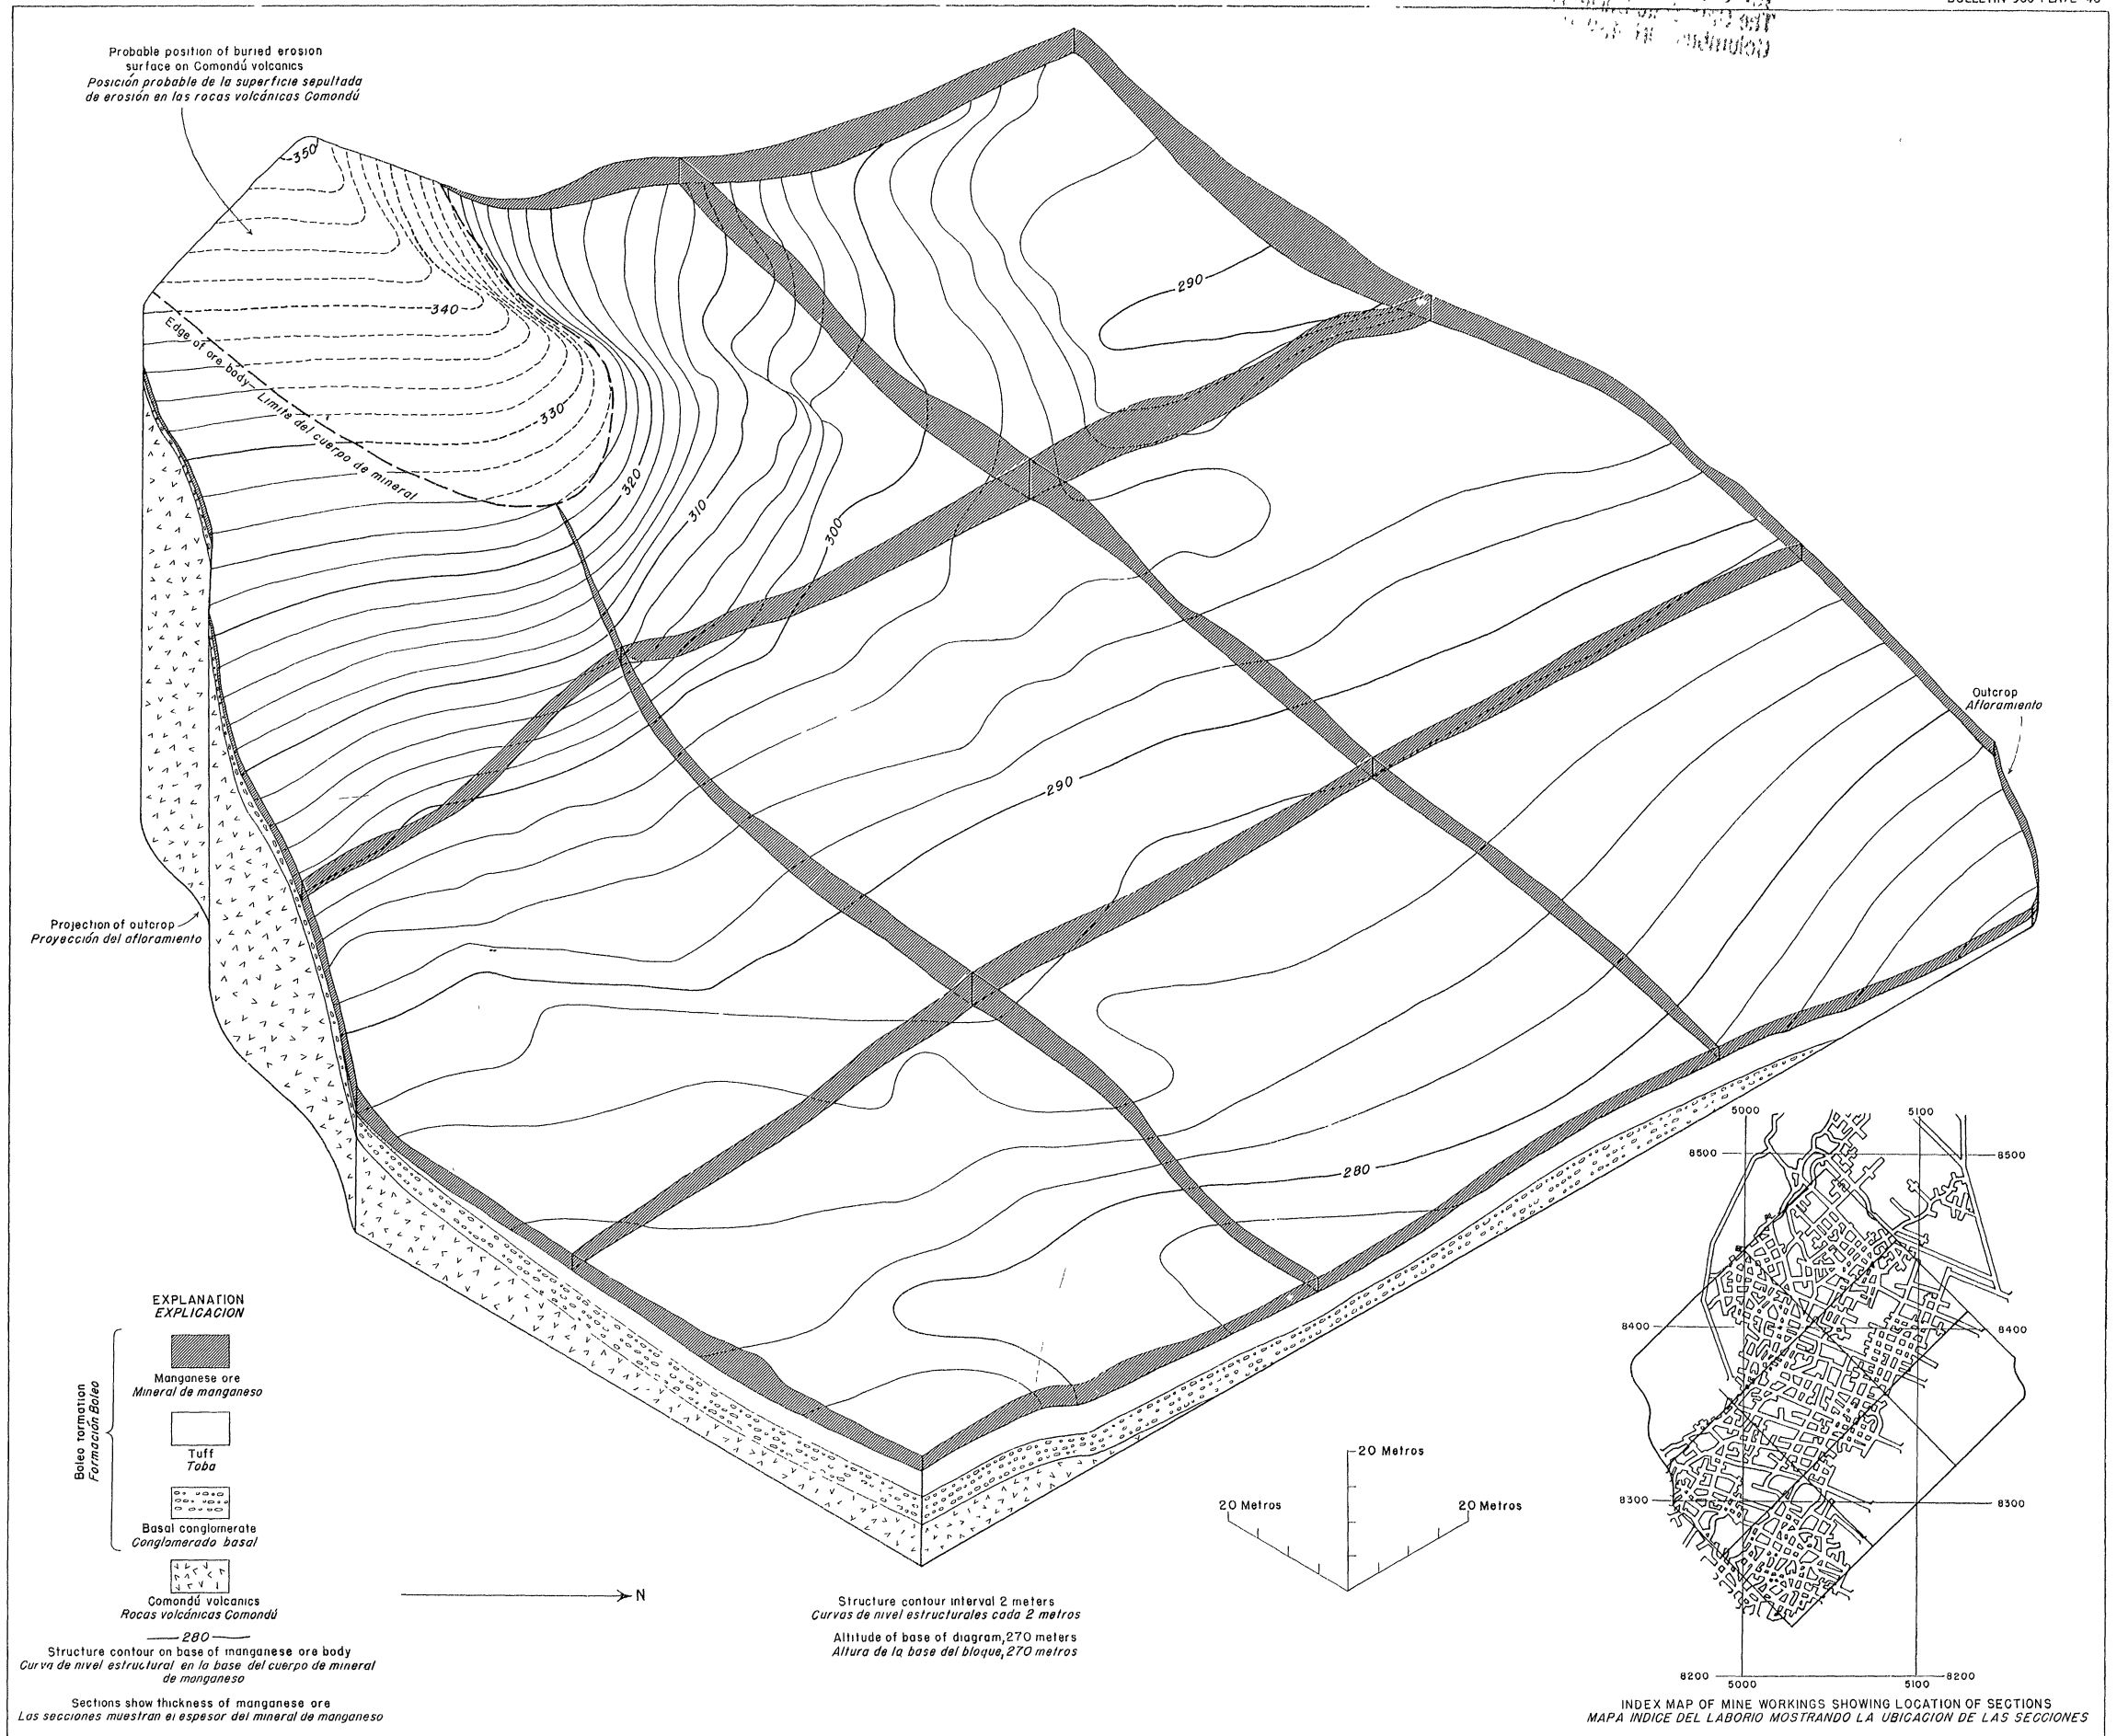 Probable position of buried erosion
surface on Comondú volcanics
Posición probable de la superficie sepultada
de erosión en las rocas volcánicas Comondú
350
340
330
320
310
300
290
290
280
Edge of ore body
Limite del cuerpo de mineral
Outcrop
Afloramiento
Projection of outcrop
Proyección del afloramiento
EXPLANATION
EXPLICACION
Boleo formation
Formación Boleo
Manganese ore
Mineral de manganeso
Tuff
Toba
Basal conglomerate
Conglomerado basal
Comondú volcanics
Rocas volcánicas Comondú
280
Structure contour on base of manganese ore body
Curva de nivel estructural en la base del cuerpo de mineral
de manganeso
Sections show thickness of manganese ore
Las secciones muestran el espesor del mineral de manganeso
N
Structure contour interval 2 meters
Curvas de nivel estructurales cada 2 metros
Altitude of base of diagram, 270 meters
Altura de la base del bloque, 270 metros
20 Metros
20 Metros
20 Metros
5000 5100
8500 8500
8400 8400
8300 8300
8200 8200
5000 5100
INDEX MAP OF MINE WORKINGS SHOWING LOCATION OF SECTIONS
MAPA INDICE DEL LABORIO MOSTRANDO LA UBICACION DE LAS SECCIONES